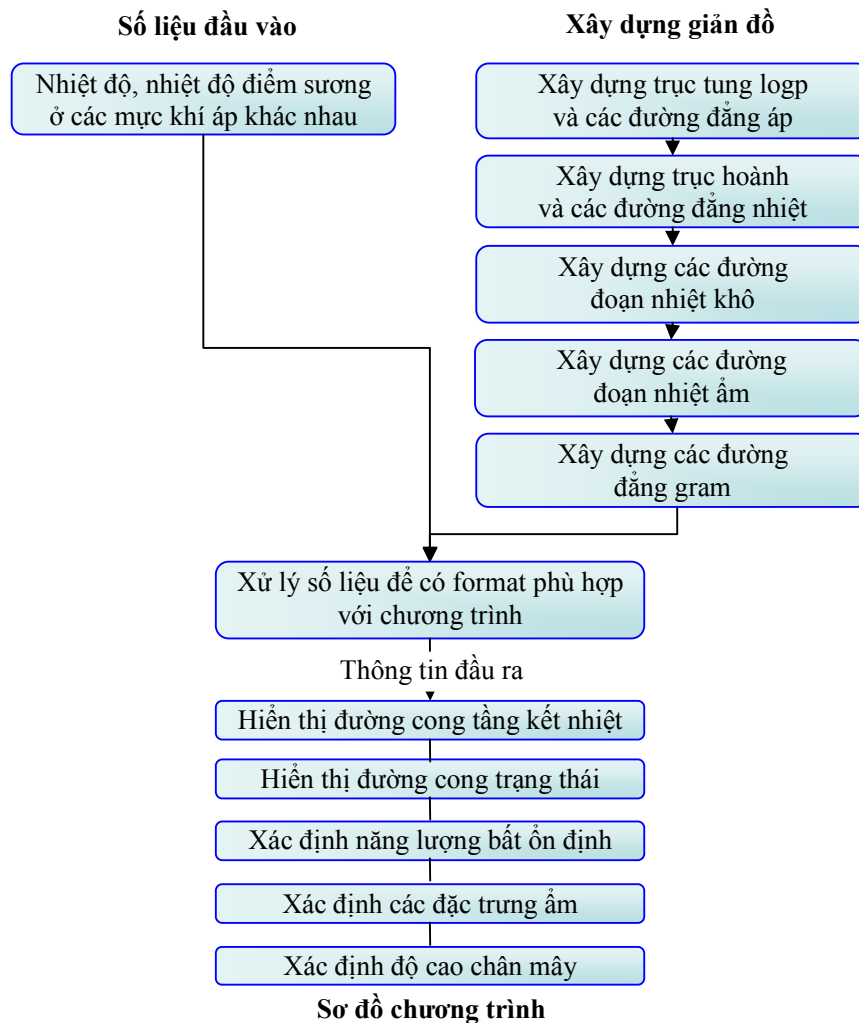 Số liệu đầu vào
Nhiệt độ, nhiệt độ điểm sương
ở các mực khí áp khác nhau
Xây dựng giản đồ
Xây dựng trục tung logp
và các đường đẳng áp
Xây dựng trục hoành
và các đường đẳng nhiệt
Xây dựng các đường
đoạn nhiệt khô
Xây dựng các đường
đoạn nhiệt ẩm
Xây dựng các đường
đẳng gram
Xử lý số liệu để có format phù hợp
với chương trình
Thông tin đầu ra
Hiển thị đường cong tầng kết nhiệt
Hiển thị đường cong trạng thái
Xác định năng lượng bất ổn định
Xác định các đặc trưng ẩm
Xác định độ cao chân mây
Sơ đồ chương trình